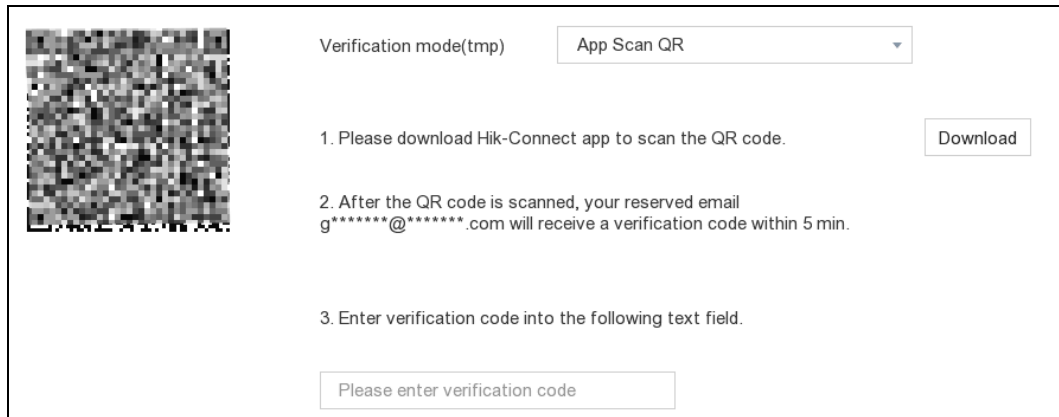 Verification mode(tmp)
App Scan QR
1. Please download Hik-Connect app to scan the QR code.
Download
2. After the QR code is scanned, your reserved email
g*******@*******.com will receive a verification code within 5 min.
3. Enter verification code into the following text field.
Please enter verification code